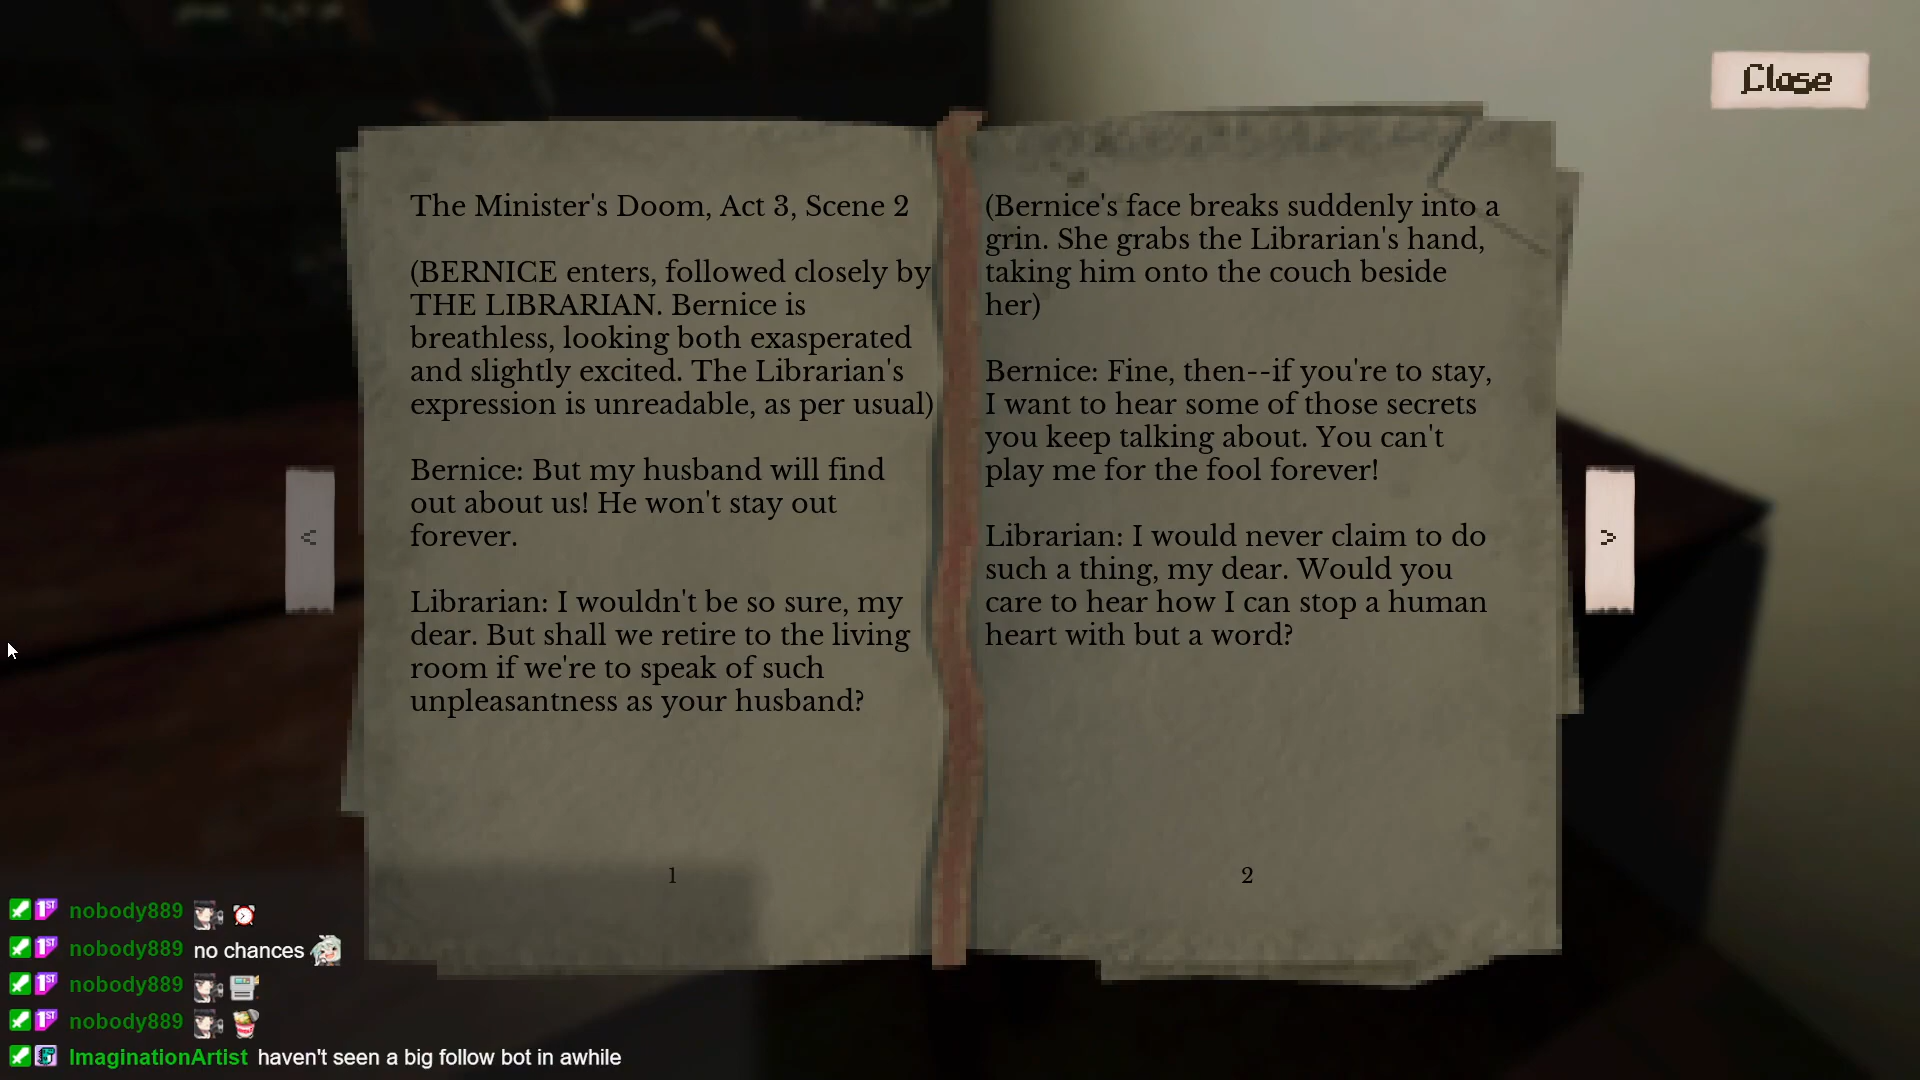 Close
The Minister's Doom, Act 3, Scene 2
(BERNICE enters, followed closely by
THE LIBRARIAN. Bernice is
breathless, looking both exasperated
and slightly excited. The Librarian's
expression is unreadable, as per usual)
Bernice: But my husband will find
out about us! He won't stay out
forever.
Librarian: I wouldn't be so sure, my
dear. But shall we retire to the living
room if we're to speak of such
unpleasantness as your husband?
1
(Bernice's face breaks suddenly into a
grin. She grabs the Librarian's hand,
taking him onto the couch beside
her)
Bernice: Fine, then--if you're to stay,
I want to hear some of those secrets
you keep talking about. You can't
play me for the fool forever!
Librarian: I would never claim to do
such a thing, my dear. Would you
care to hear how I can stop a human
heart with but a word?
2
<
>
1ST nobody889
1ST nobody889 no chances
1ST nobody889
1ST nobody889
ImaginationArtist haven't seen a big follow bot in awhile